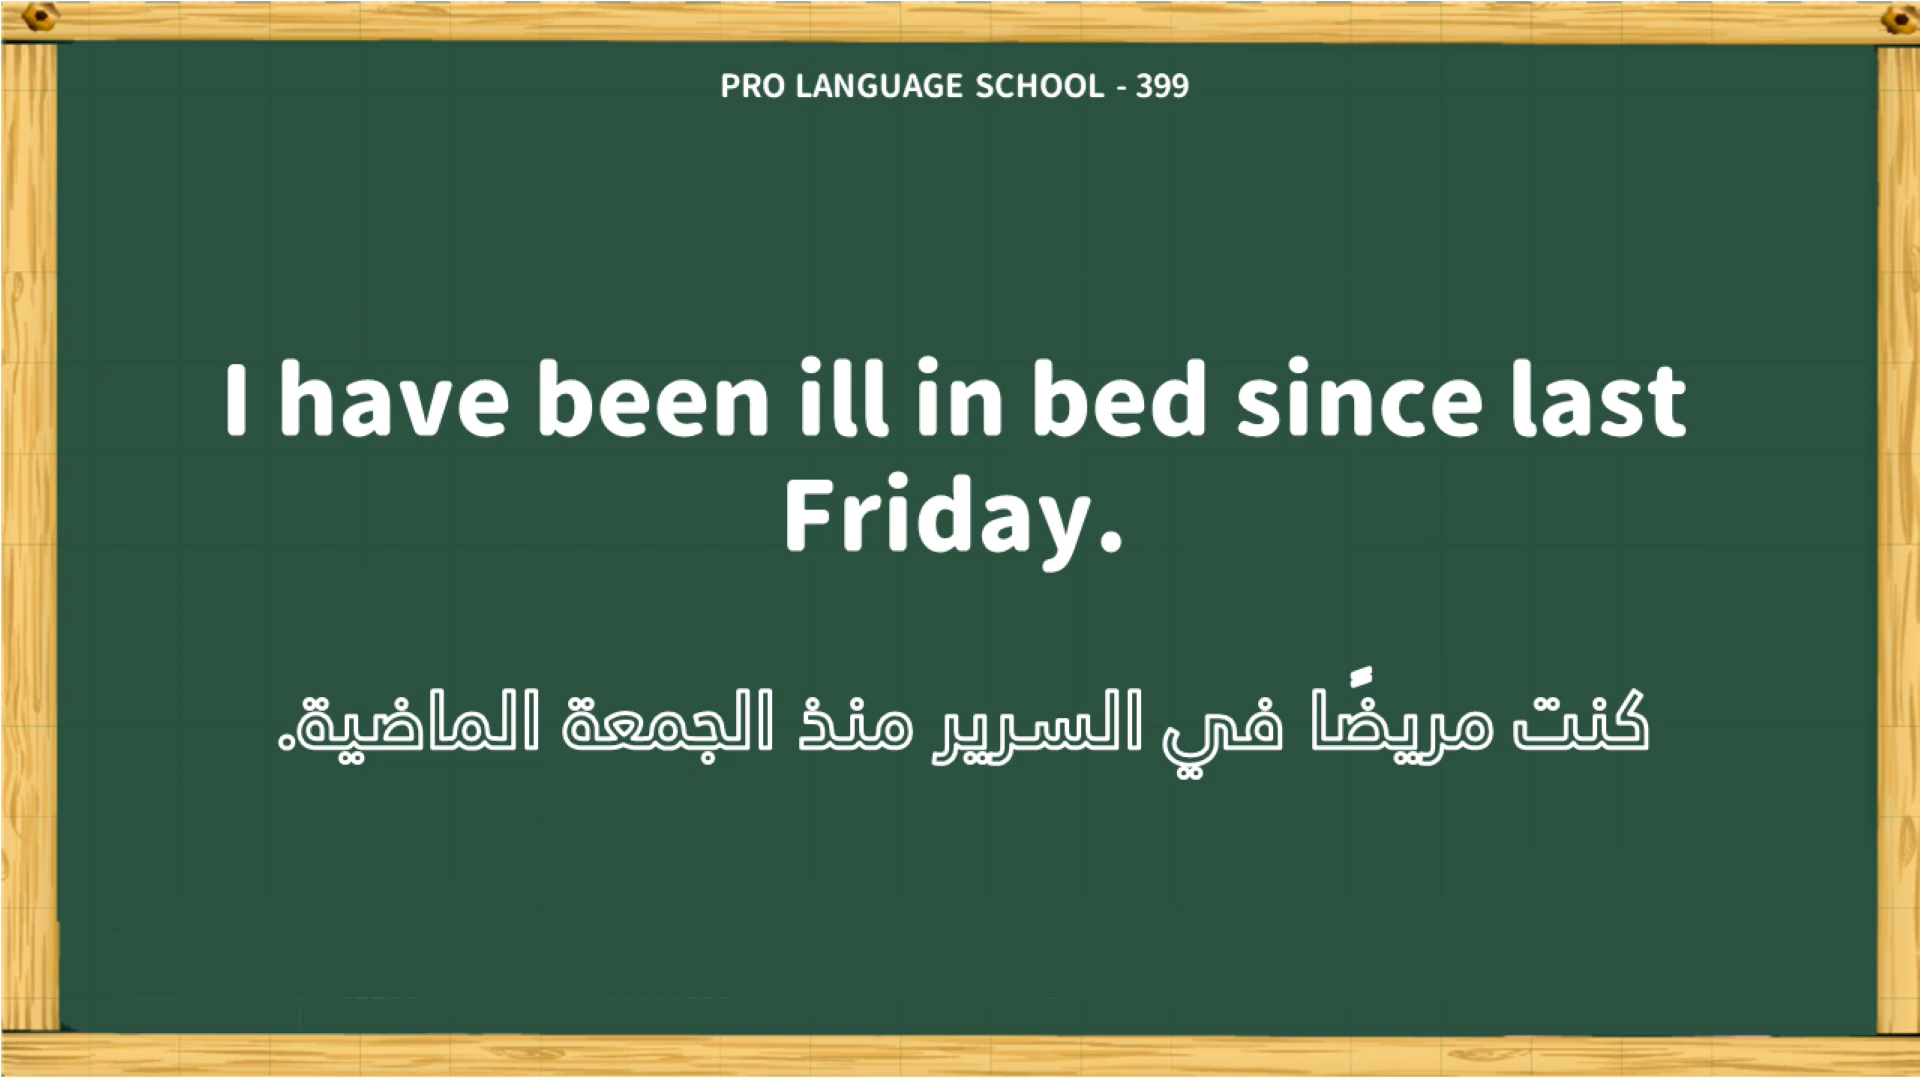 PRO LANGUAGE SCHOOL - 399
I have been ill in bed since last
Friday.
كنت مريضًا في السرير منذ الجمعة الماضية.